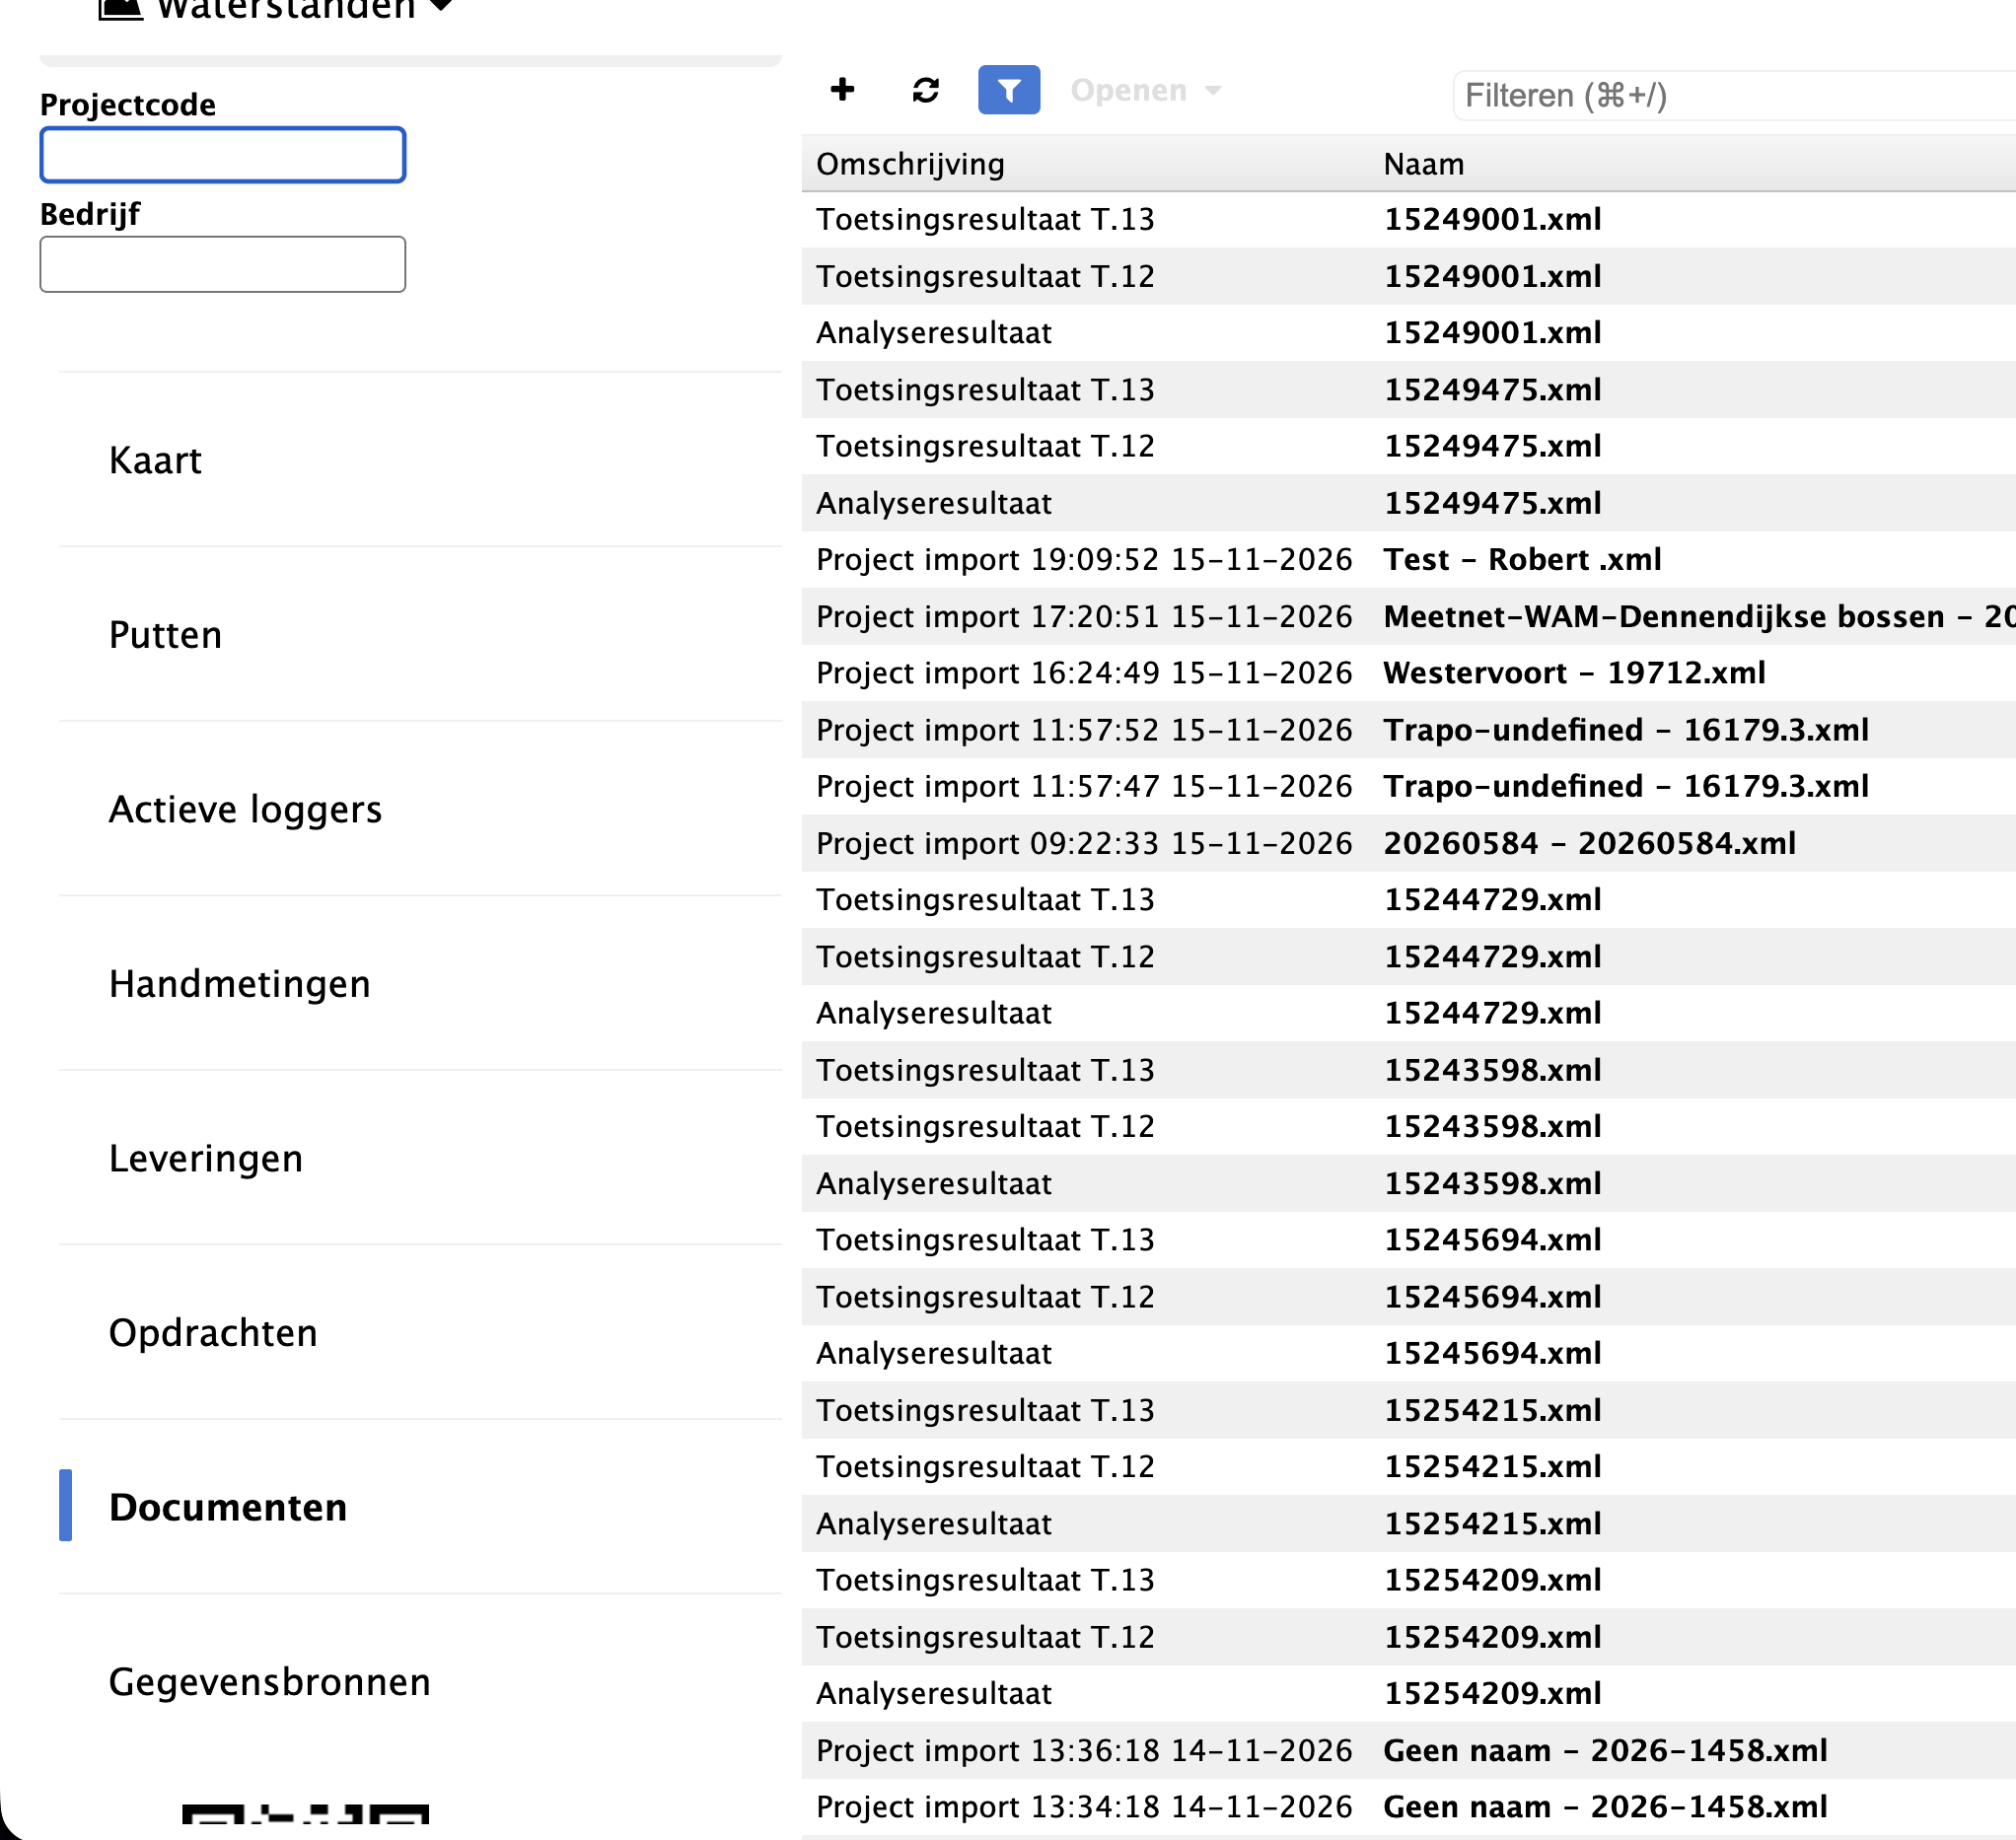 Waterstanden
Projectcode
Bedrijf
Kaart
Putten
Actieve loggers
Handmetingen
Leveringen
Opdrachten
Documenten
Gegevensbronnen
Openen
Filteren (⌘+/)
Omschrijving Naam
Toetsingsresultaat T.13 15249001.xml
Toetsingsresultaat T.12 15249001.xml
Analyseresultaat 15249001.xml
Toetsingsresultaat T.13 15249475.xml
Toetsingsresultaat T.12 15249475.xml
Analyseresultaat 15249475.xml
Project import 19:09:52 15-11-2026 Test - Robert .xml
Project import 17:20:51 15-11-2026 Meetnet-WAM-Dennendijkse bossen - 20
Project import 16:24:49 15-11-2026 Westervoort - 19712.xml
Project import 11:57:52 15-11-2026 Trapo-undefined - 16179.3.xml
Project import 11:57:47 15-11-2026 Trapo-undefined - 16179.3.xml
Project import 09:22:33 15-11-2026 20260584 - 20260584.xml
Toetsingsresultaat T.13 15244729.xml
Toetsingsresultaat T.12 15244729.xml
Analyseresultaat 15244729.xml
Toetsingsresultaat T.13 15243598.xml
Toetsingsresultaat T.12 15243598.xml
Analyseresultaat 15243598.xml
Toetsingsresultaat T.13 15245694.xml
Toetsingsresultaat T.12 15245694.xml
Analyseresultaat 15245694.xml
Toetsingsresultaat T.13 15254215.xml
Toetsingsresultaat T.12 15254215.xml
Analyseresultaat 15254215.xml
Toetsingsresultaat T.13 15254209.xml
Toetsingsresultaat T.12 15254209.xml
Analyseresultaat 15254209.xml
Project import 13:36:18 14-11-2026 Geen naam - 2026-1458.xml
Project import 13:34:18 14-11-2026 Geen naam - 2026-1458.xml